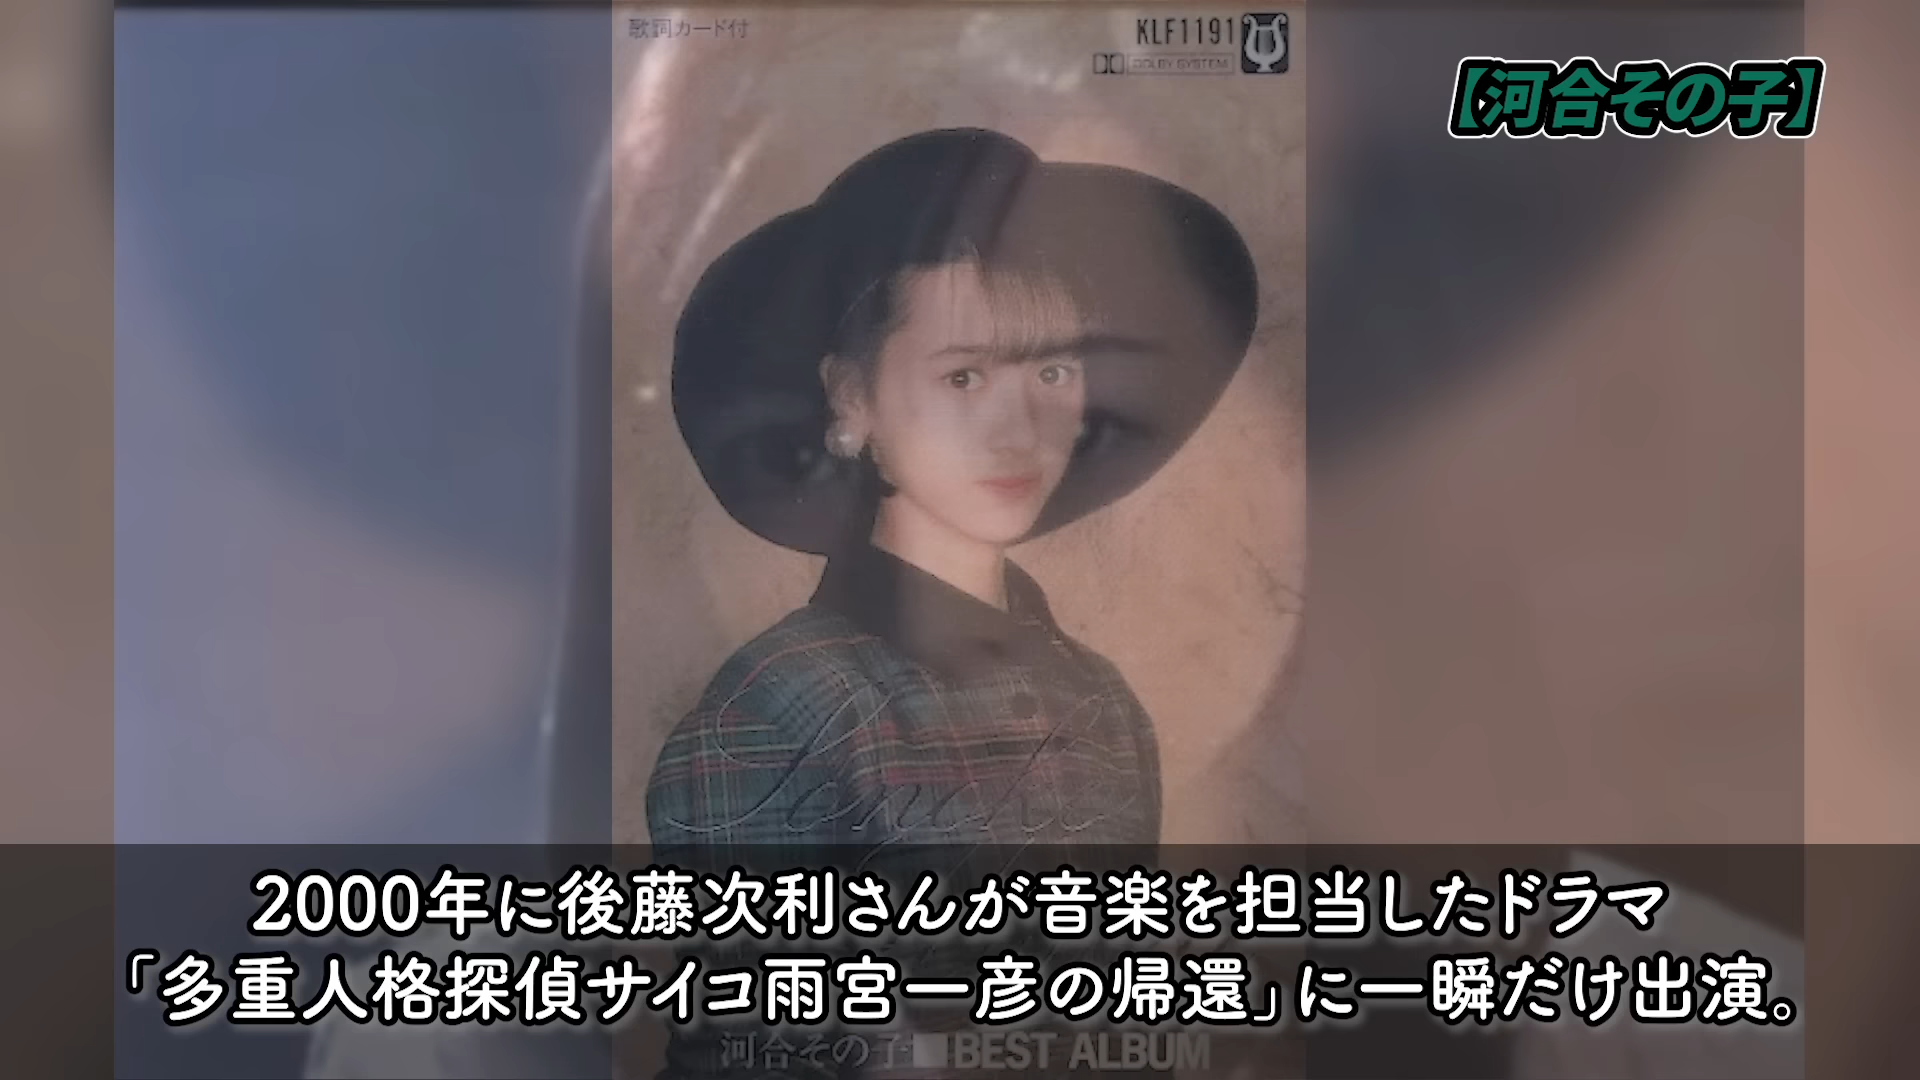 歌詞カード付
KLF1191
DOLBY SYSTEM
【河合その子】
Sonoko
2000年に後藤次利さんが音楽を担当したドラマ
「多重人格探偵サイコ雨宮一彦の帰還」に一瞬だけ出演。
河合その子■BEST ALBUM